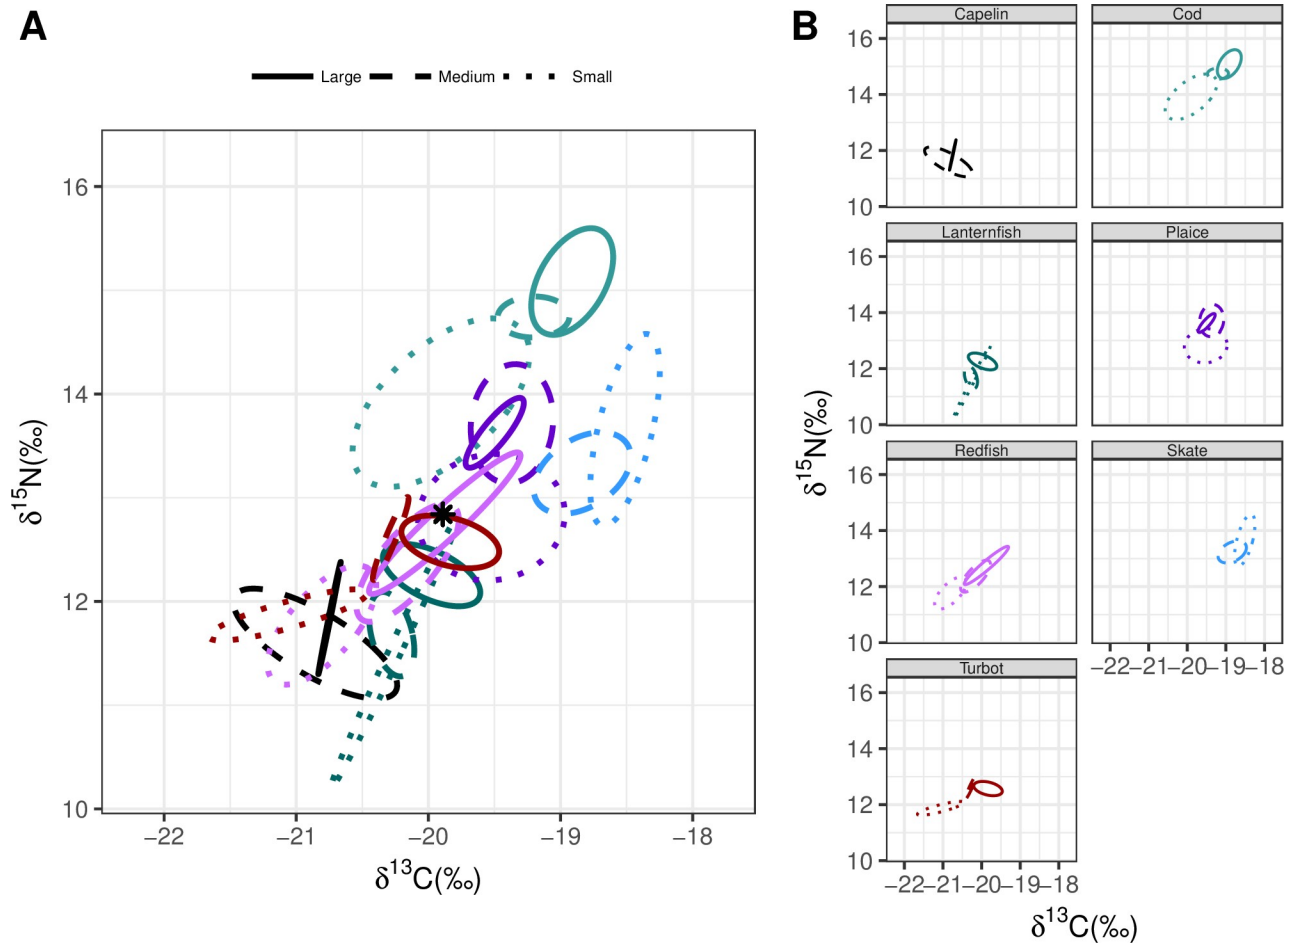 A
Large Medium Small
16
14
12
10
−22 −21 −20 −19 −18
δ15N(‰)
δ13C(‰)
B
Capelin Cod
16
14
12
10
Lanternfish Plaice
16
14
12
10
Redfish Skate
16
14
12
10
−22 −21 −20 −19 −18
Turbot
16
14
12
10
−22 −21 −20 −19 −18
δ15N(‰)
δ13C(‰)